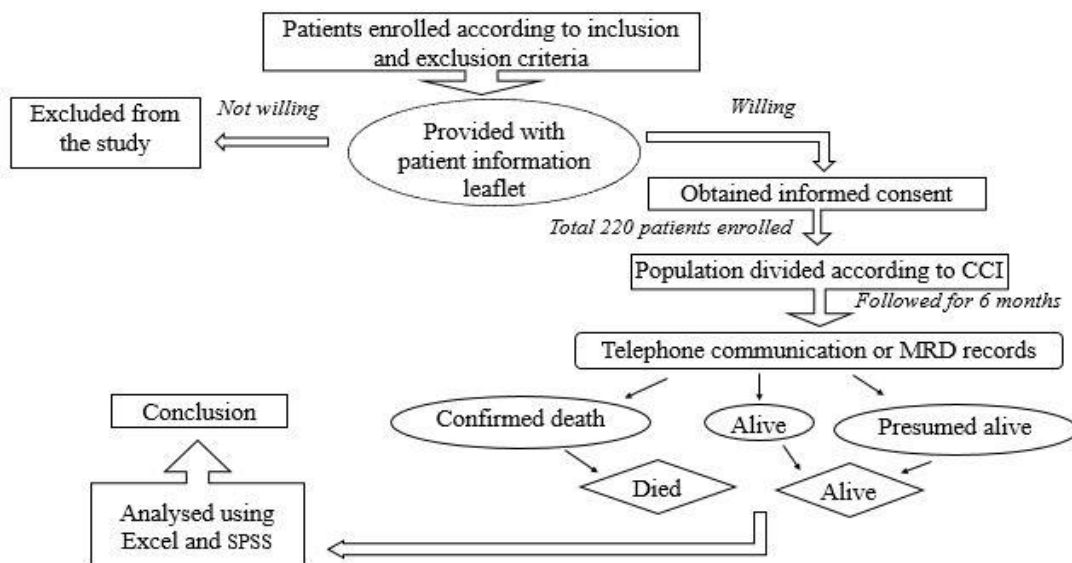 Patients enrolled according to inclusion
and exclusion criteria
Not willing
Willing
Excluded from
the study
Provided with
patient information
leaflet
Obtained informed consent
Total 220 patients enrolled
Population divided according to CCI
Followed for 6 months
Telephone communication or MRD records
Confirmed death
Alive
Presumed alive
Died
Alive
Conclusion
Analysed using
Excel and SPSS